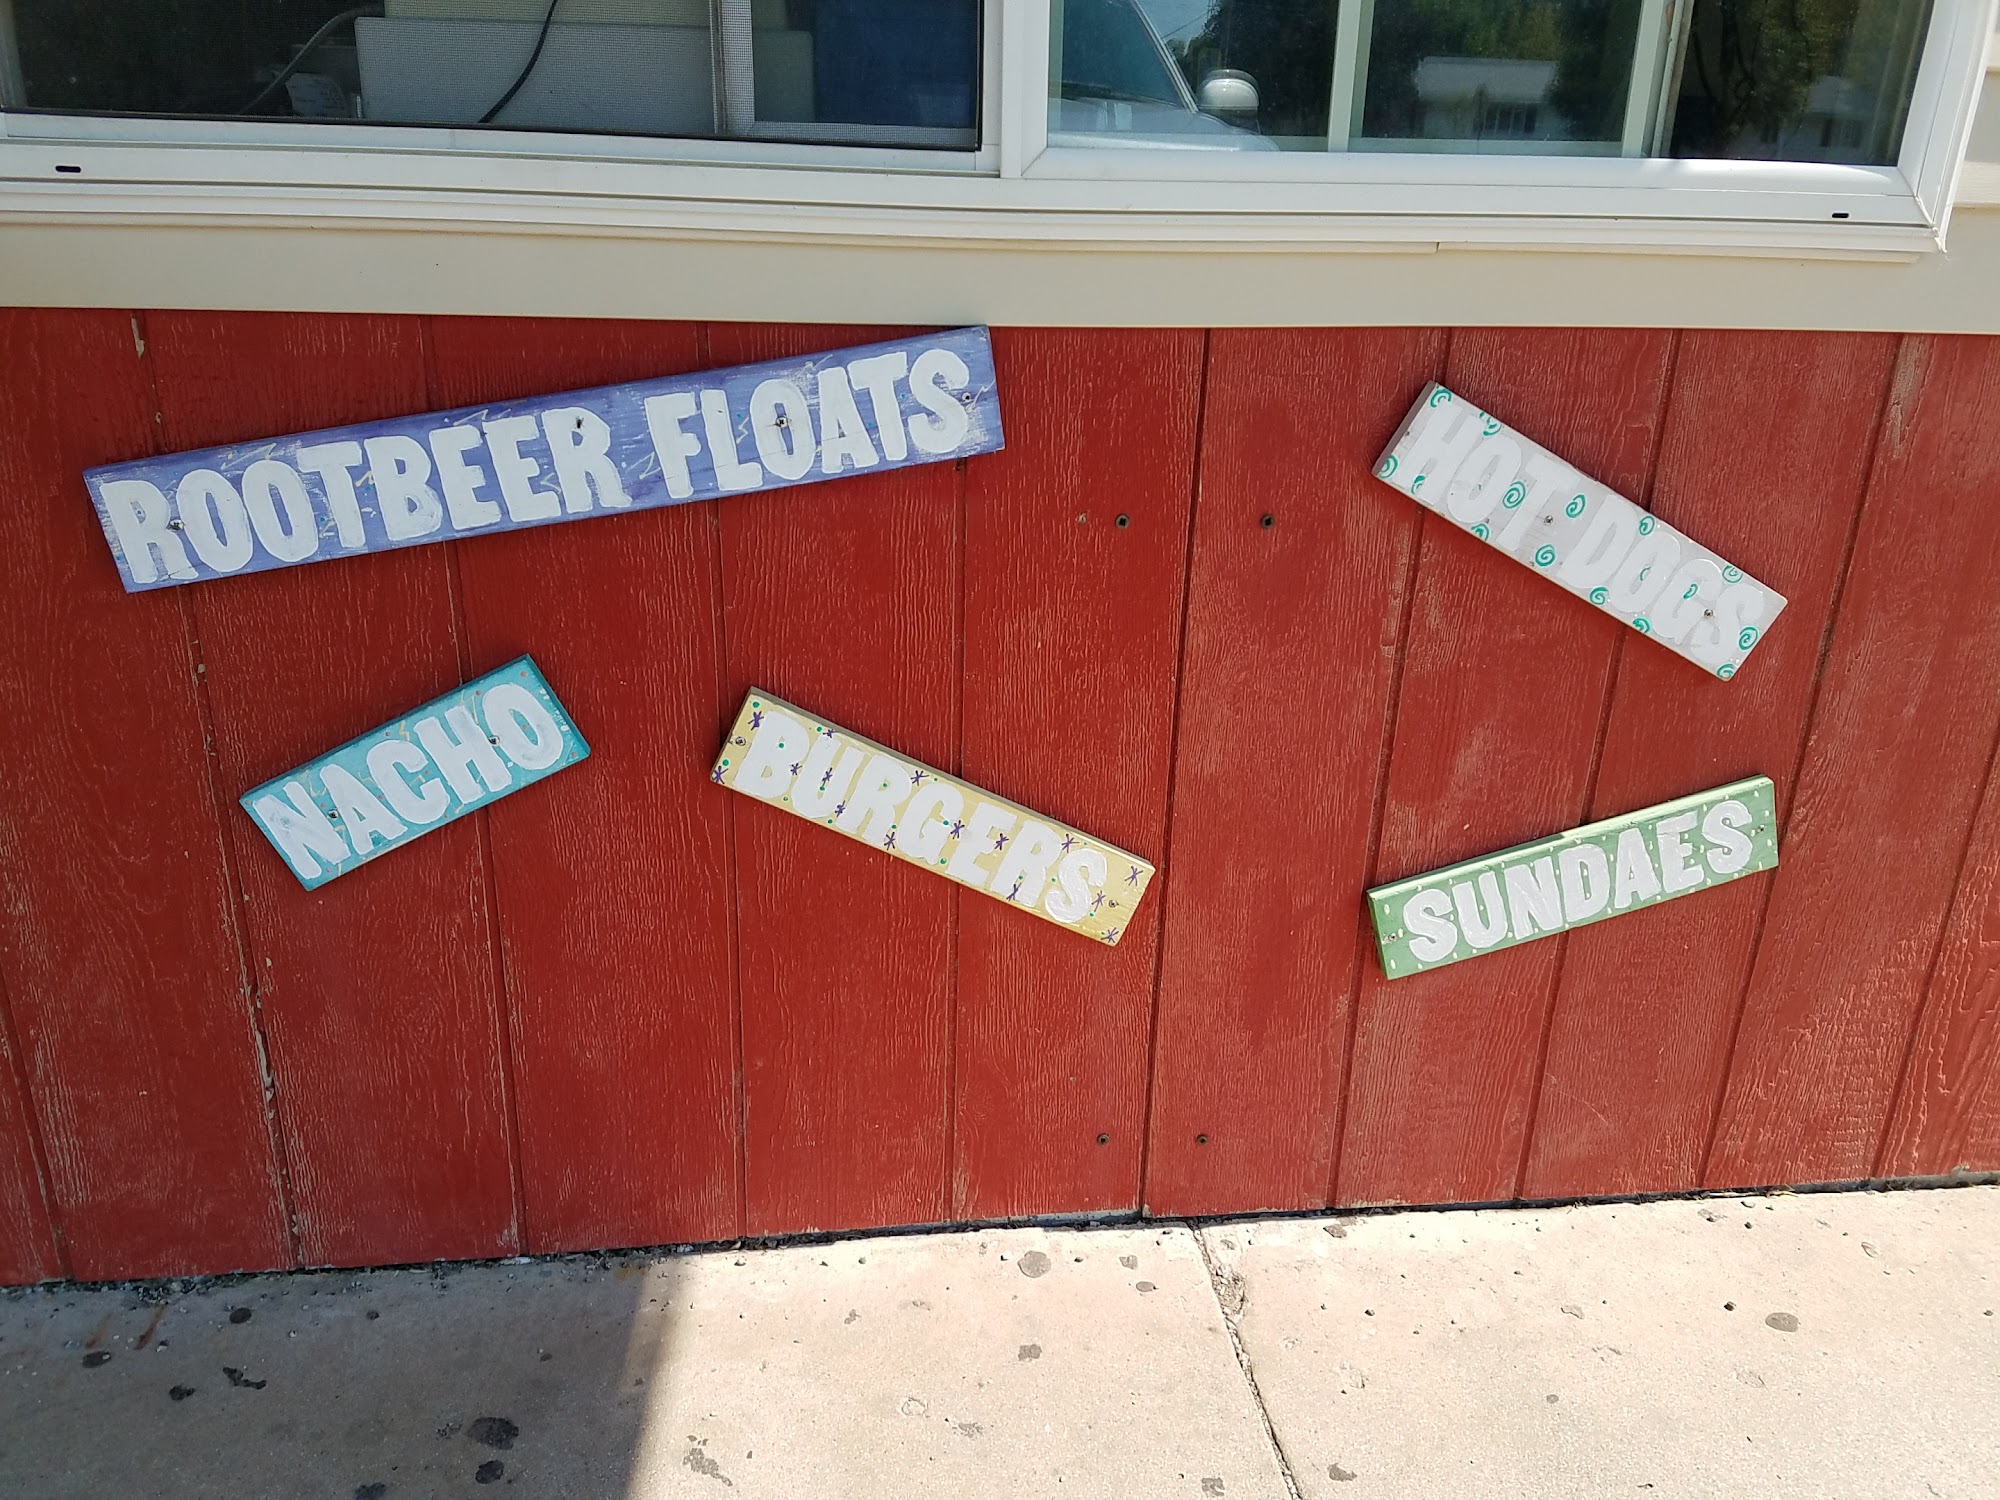 ROOTBEER FLOATS
HOT DOGS
NACHO
BURGERS
SUNDAES